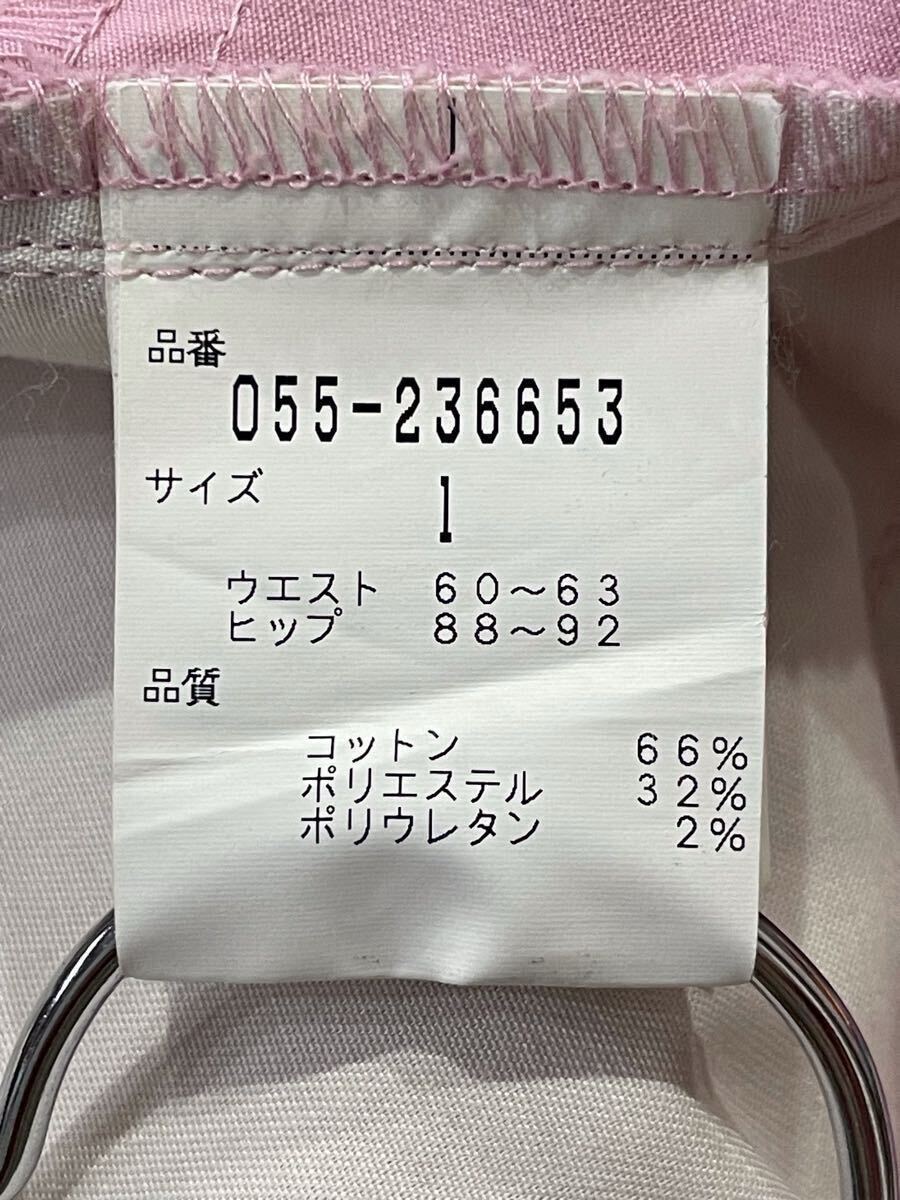 品番
055-236653
サイズ
1
ウエスト 60～63
ヒップ 88～92
品質
コットン 66%
ポリエステル 32%
ポリウレタン 2%